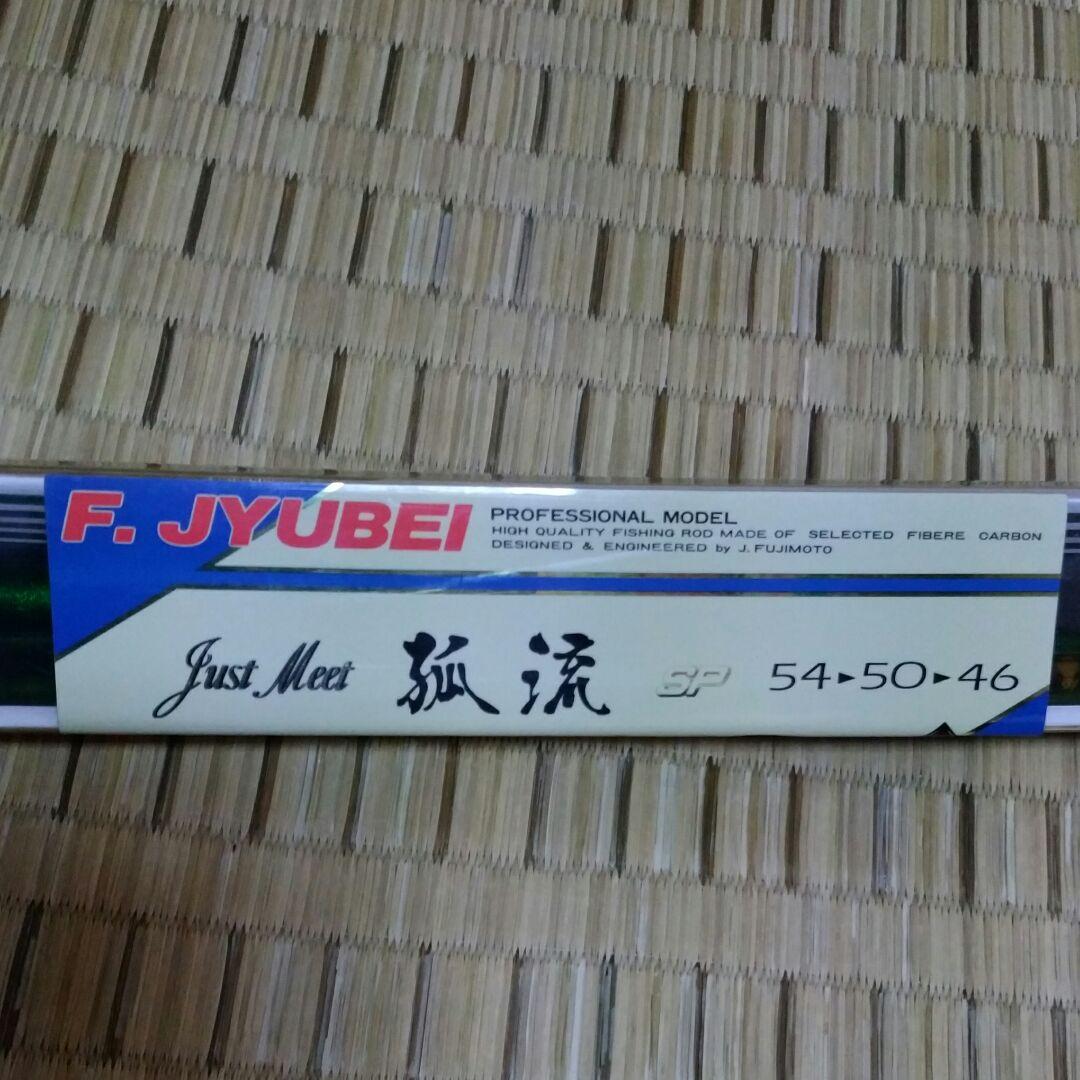 F. JYUBEI
PROFESSIONAL MODEL
HIGH QUALITY FISHING ROD MADE OF SELECTED FIBERE CARBON
DESIGNED & ENGINEERED by J. FUJIMOTO
Just Meet 孤流 SP 54▶50▶46